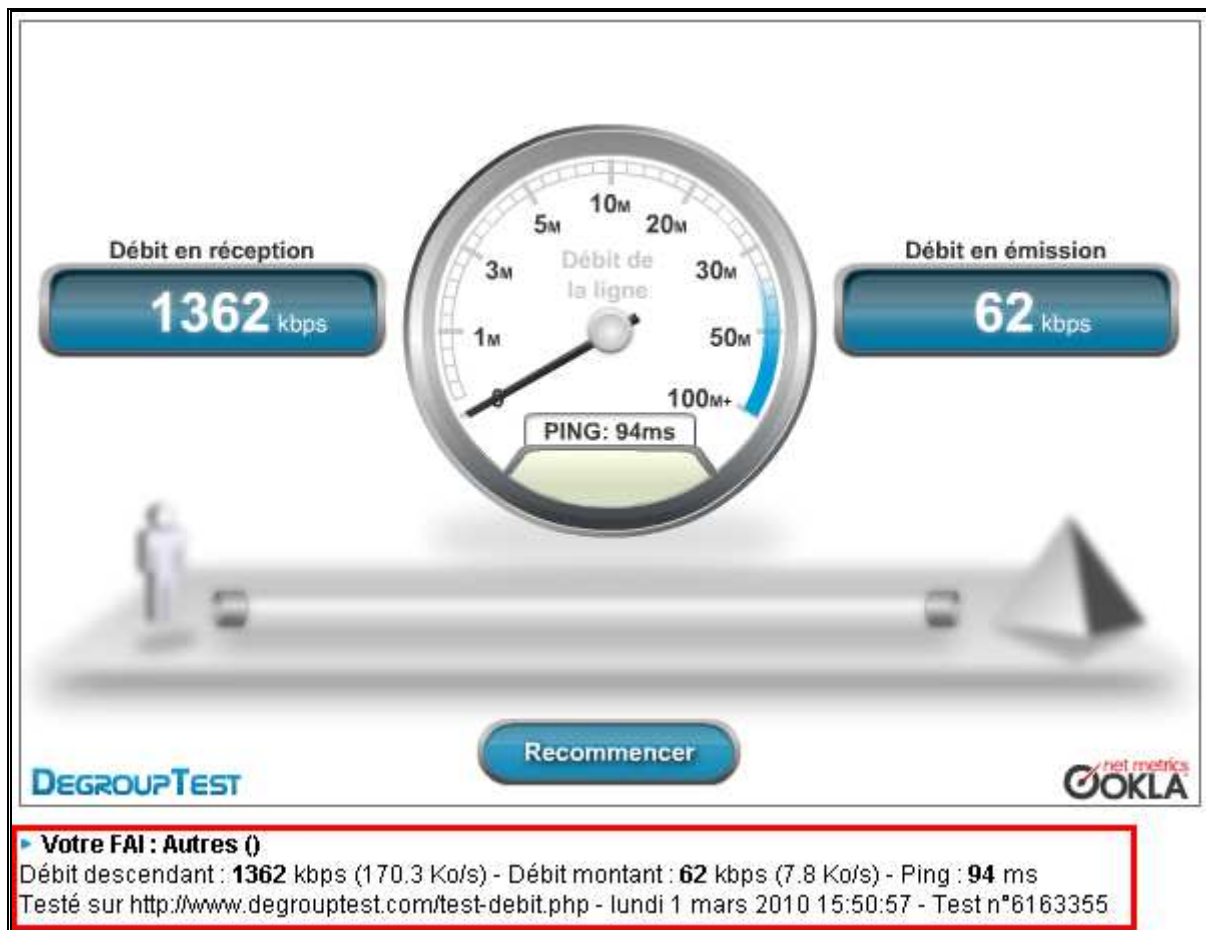 Débit en réception
1362 kbps
Débit en émission
62 kbps
10M
5M
20M
3M
30M
Débit de
la ligne
1M
50M
0
100M+
PING: 94ms
Recommencer
DEGROUPTEST
net metrics
OOKLA
Votre FAI : Autres ()
Débit descendant : 1362 kbps (170.3 Ko/s) - Débit montant : 62 kbps (7.8 Ko/s) - Ping : 94 ms
Testé sur http://www.degrouptest.com/test-debit.php - lundi 1 mars 2010 15:50:57 - Test n°6163355